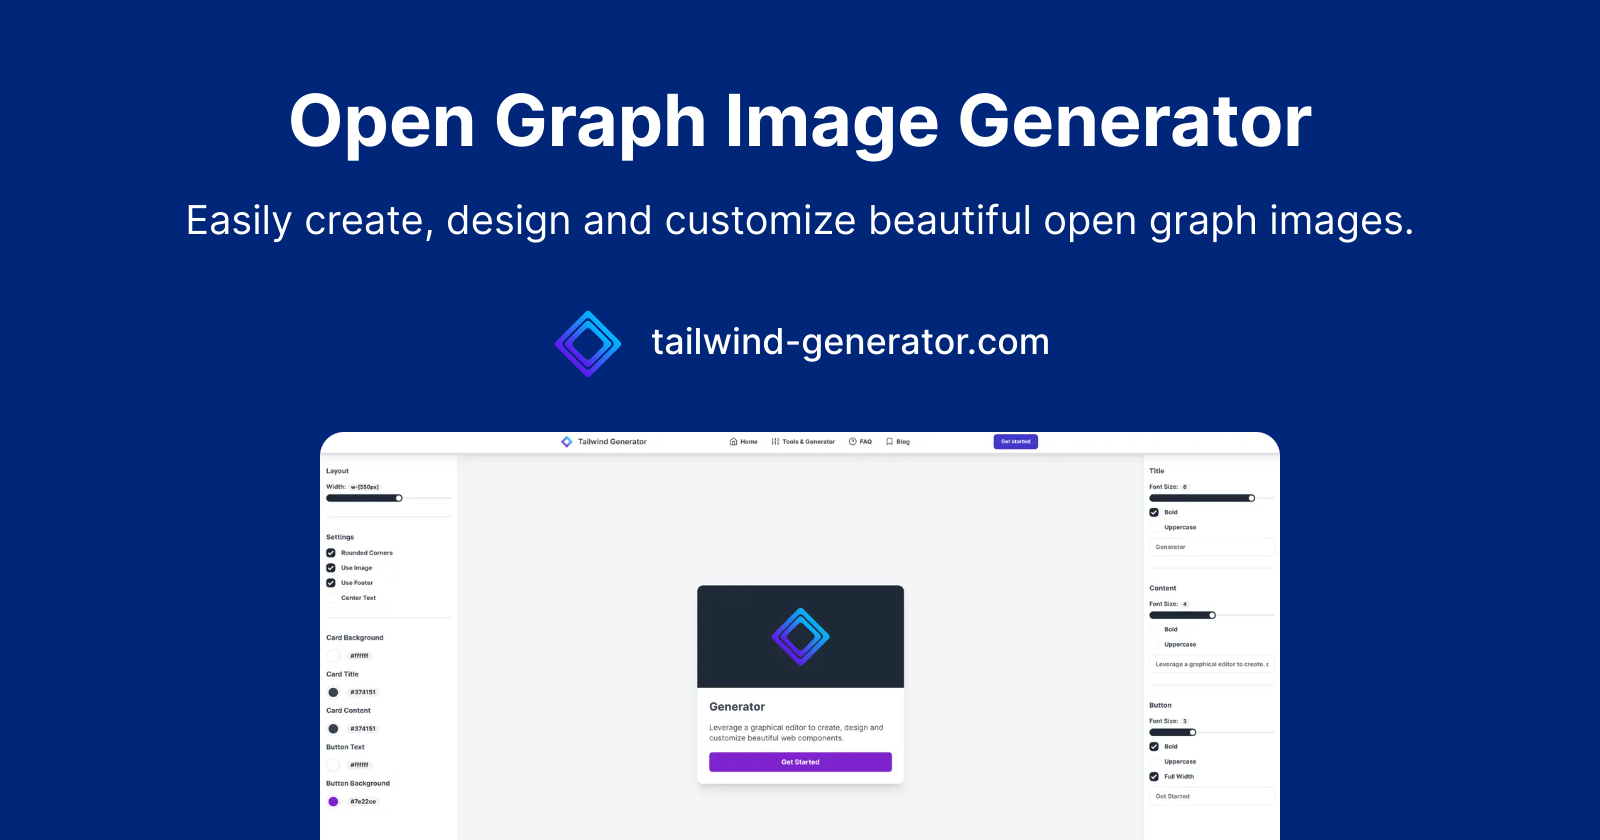 Open Graph Image Generator
Easily create, design and customize beautiful open graph images.
tailwind-generator.com
Tailwind Generator
Home
Tools & Generator
FAQ
Blog
Get started
Layout
Width: w-[550px]
Settings
Rounded Corners
Use Image
Use Footer
Center Text
Card Background
#ffffff
Card Title
#374151
Card Content
#374151
Button Text
#ffffff
Button Background
#7e22ce
Generator
Leverage a graphical editor to create, design and
customize beautiful web components.
Get Started
Title
Font Size: 6
Bold
Uppercase
Generator
Content
Font Size: 4
Bold
Uppercase
Leverage a graphical editor to create, c
Button
Font Size: 3
Bold
Uppercase
Full Width
Get Started